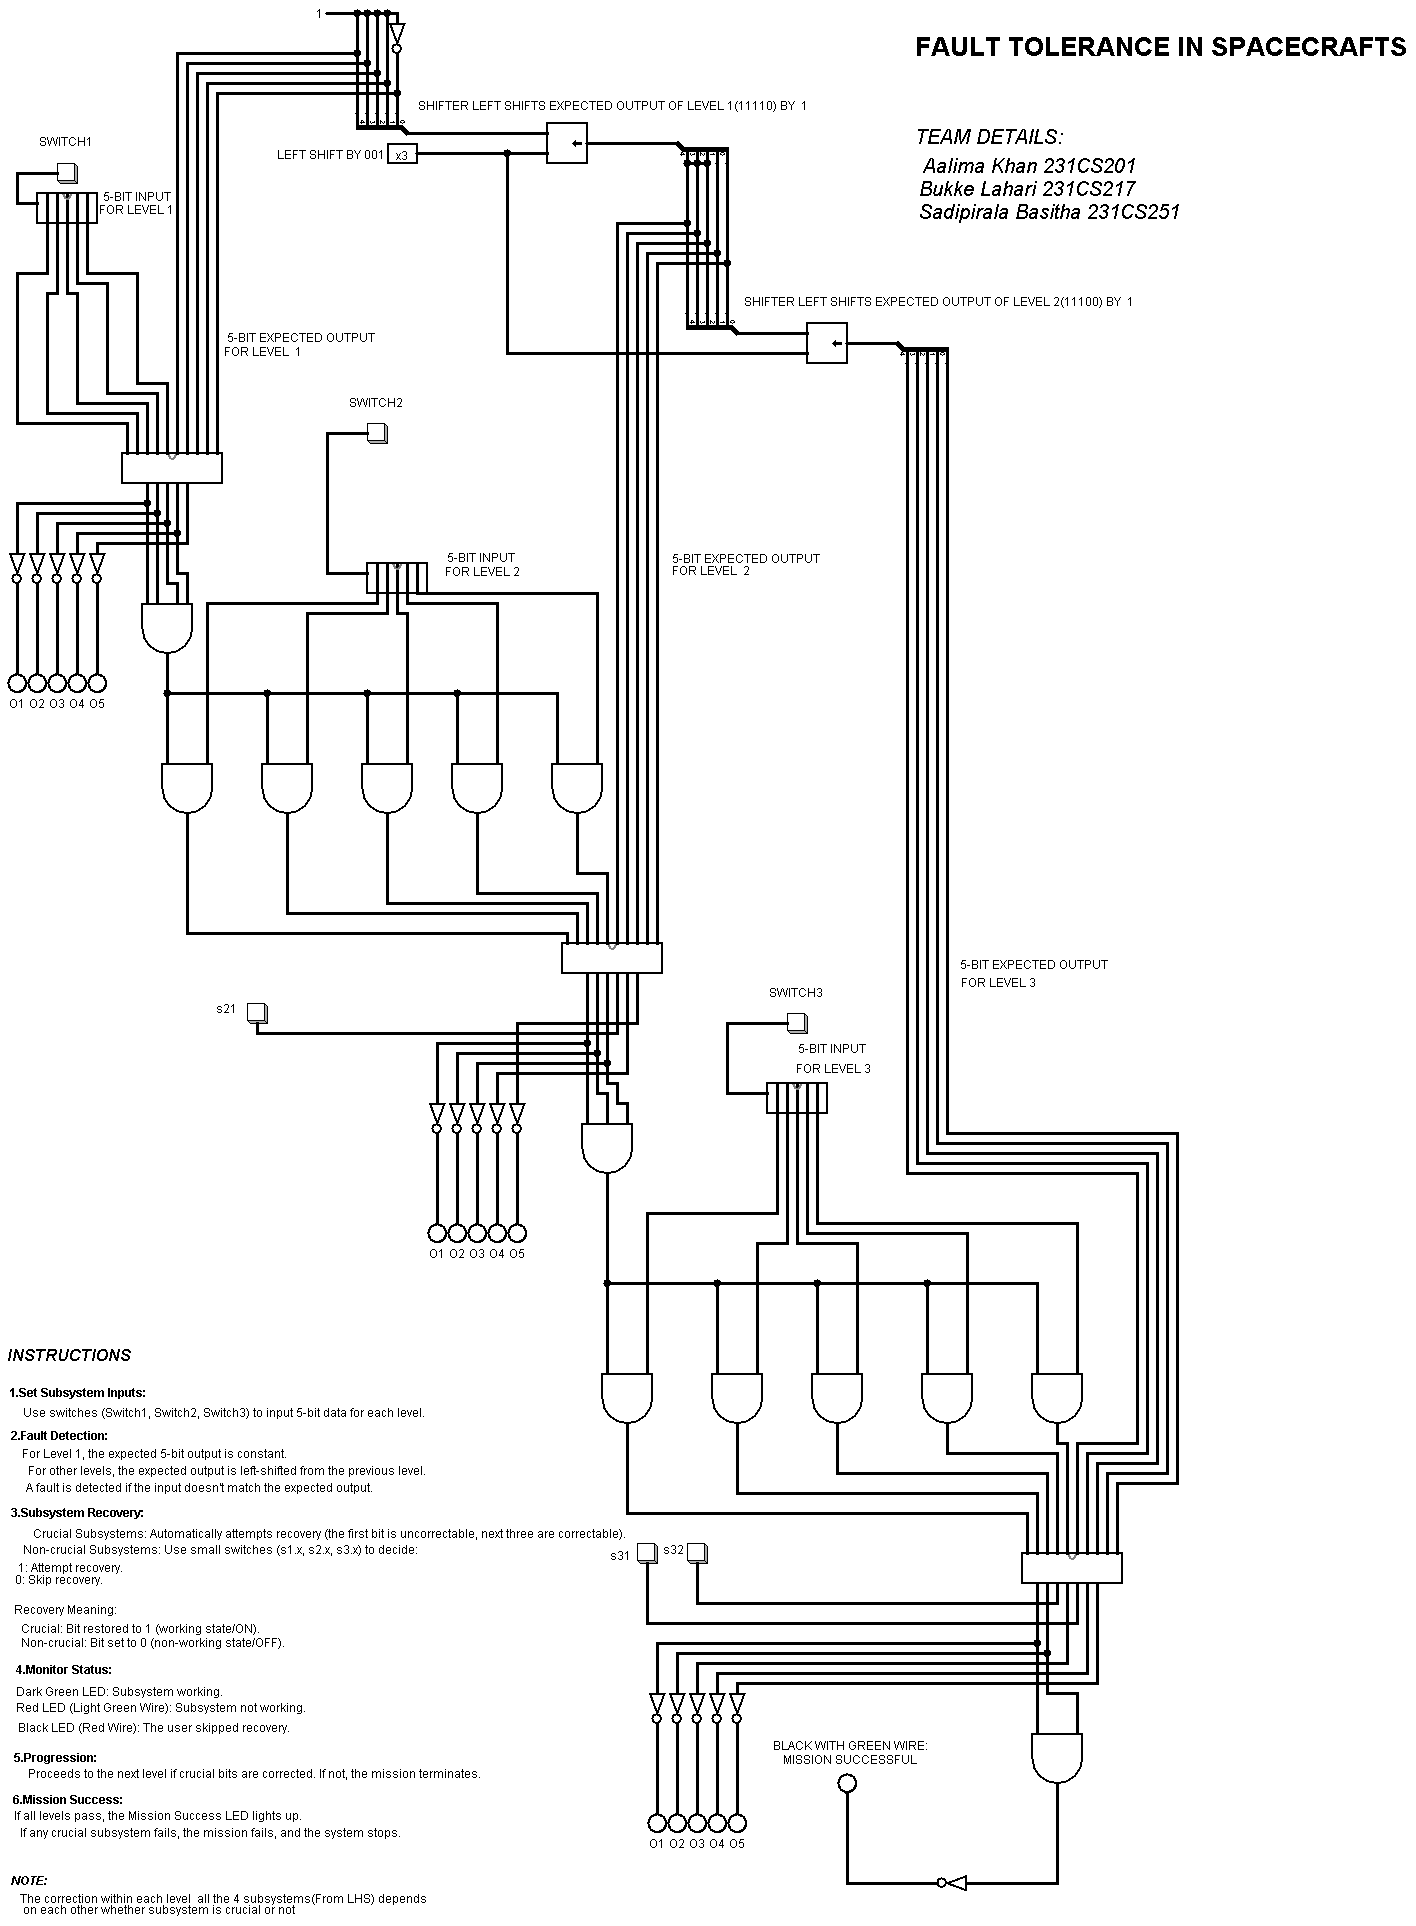 1
FAULT TOLERANCE IN SPACECRAFTS
SHIFTER LEFT SHIFTS EXPECTED OUTPUT OF LEVEL 1(11110) BY 1
TEAM DETAILS:
Aalima Khan 231CS201
Bukke Lahari 231CS217
Sadipirala Basitha 231CS251
SWITCH1
LEFT SHIFT BY 001
x3
5-BIT INPUT
FOR LEVEL 1
SHIFTER LEFT SHIFTS EXPECTED OUTPUT OF LEVEL 2(11100) BY 1
5-BIT EXPECTED OUTPUT
FOR LEVEL 1
SWITCH2
5-BIT INPUT
FOR LEVEL 2
5-BIT EXPECTED OUTPUT
FOR LEVEL 2
O1 O2 O3 O4 O5
5-BIT EXPECTED OUTPUT
FOR LEVEL 3
s21
SWITCH3
5-BIT INPUT
FOR LEVEL 3
O1 O2 O3 O4 O5
INSTRUCTIONS
1.Set Subsystem Inputs:
Use switches (Switch1, Switch2, Switch3) to input 5-bit data for each level.
2.Fault Detection:
For Level 1, the expected 5-bit output is constant.
For other levels, the expected output is left-shifted from the previous level.
A fault is detected if the input doesn't match the expected output.
3.Subsystem Recovery:
Crucial Subsystems: Automatically attempts recovery (the first bit is uncorrectable, next three are correctable).
Non-crucial Subsystems: Use small switches (s1.x, s2.x, s3.x) to decide:
1: Attempt recovery.
0: Skip recovery.
s31
s32
Recovery Meaning:
Crucial: Bit restored to 1 (working state/ON).
Non-crucial: Bit set to 0 (non-working state/OFF).
4.Monitor Status:
Dark Green LED: Subsystem working.
Red LED (Light Green Wire): Subsystem not working.
Black LED (Red Wire): The user skipped recovery.
5.Progression:
Proceeds to the next level if crucial bits are corrected. If not, the mission terminates.
6.Mission Success:
If all levels pass, the Mission Success LED lights up.
If any crucial subsystem fails, the mission fails, and the system stops.
BLACK WITH GREEN WIRE:
MISSION SUCCESSFUL
O1 O2 O3 O4 O5
NOTE:
The correction within each level all the 4 subsystems(From LHS) depends
on each other whether subsystem is crucial or not